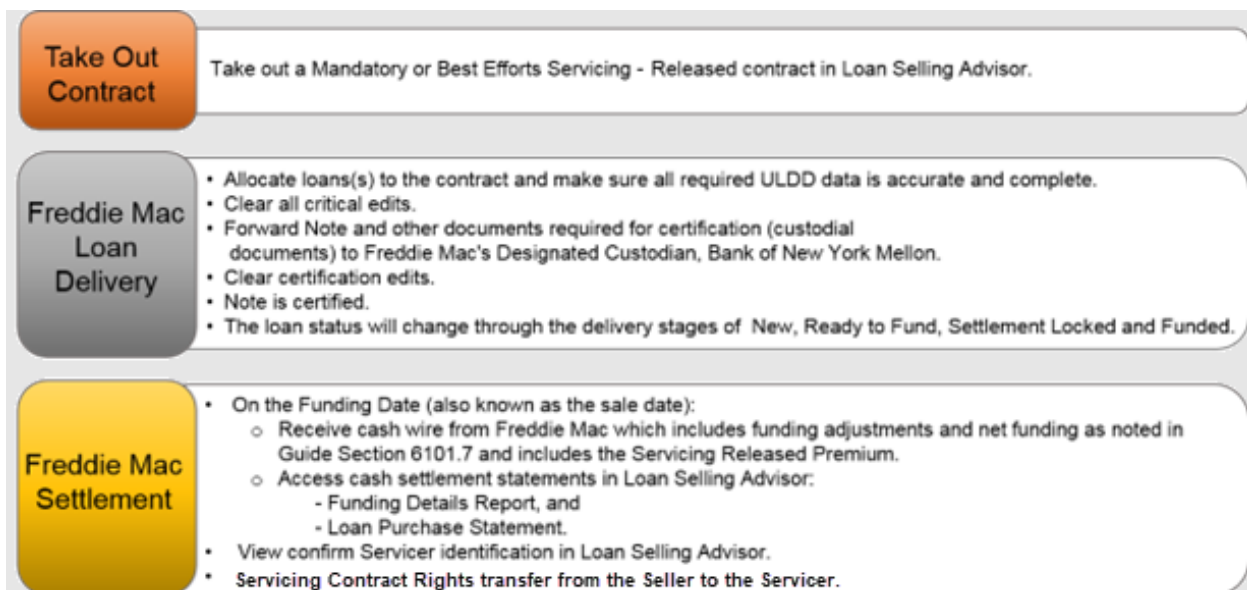 Take Out
Contract
Take out a Mandatory or Best Efforts Servicing - Released contract in Loan Selling Advisor.
Freddie Mac
Loan
Delivery
• Allocate loans(s) to the contract and make sure all required ULDD data is accurate and complete.
• Clear all critical edits.
• Forward Note and other documents required for certification (custodial
documents) to Freddie Mac's Designated Custodian, Bank of New York Mellon.
• Clear certification edits.
• Note is certified.
• The loan status will change through the delivery stages of New, Ready to Fund, Settlement Locked and Funded.
Freddie Mac
Settlement
• On the Funding Date (also known as the sale date):
o Receive cash wire from Freddie Mac which includes funding adjustments and net funding as noted in
Guide Section 6101.7 and includes the Servicing Released Premium.
o Access cash settlement statements in Loan Selling Advisor:
- Funding Details Report, and
- Loan Purchase Statement.
• View confirm Servicer identification in Loan Selling Advisor.
• Servicing Contract Rights transfer from the Seller to the Servicer.